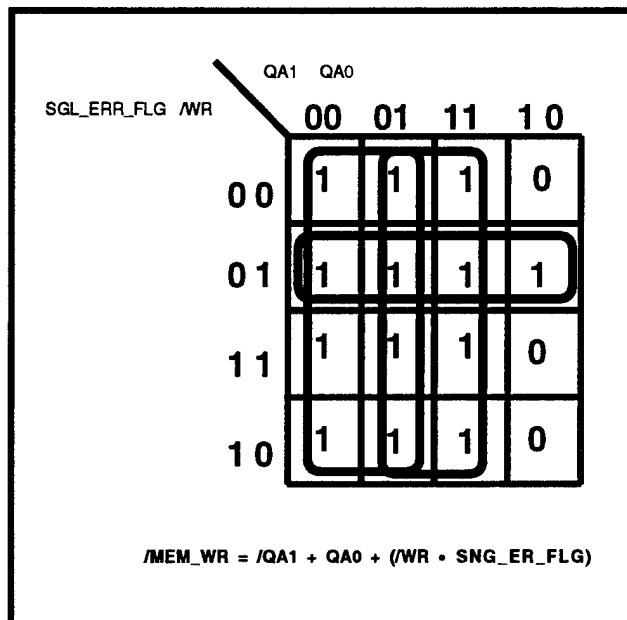 QA1 QA0
SGL_ERR_FLG /WR
00 01 11 10
00 1 1 1 0
01 1 1 1 1
11 1 1 1 0
10 1 1 1 0
/MEM_WR = /QA1 + QA0 + (/WR • SNG_ER_FLG)